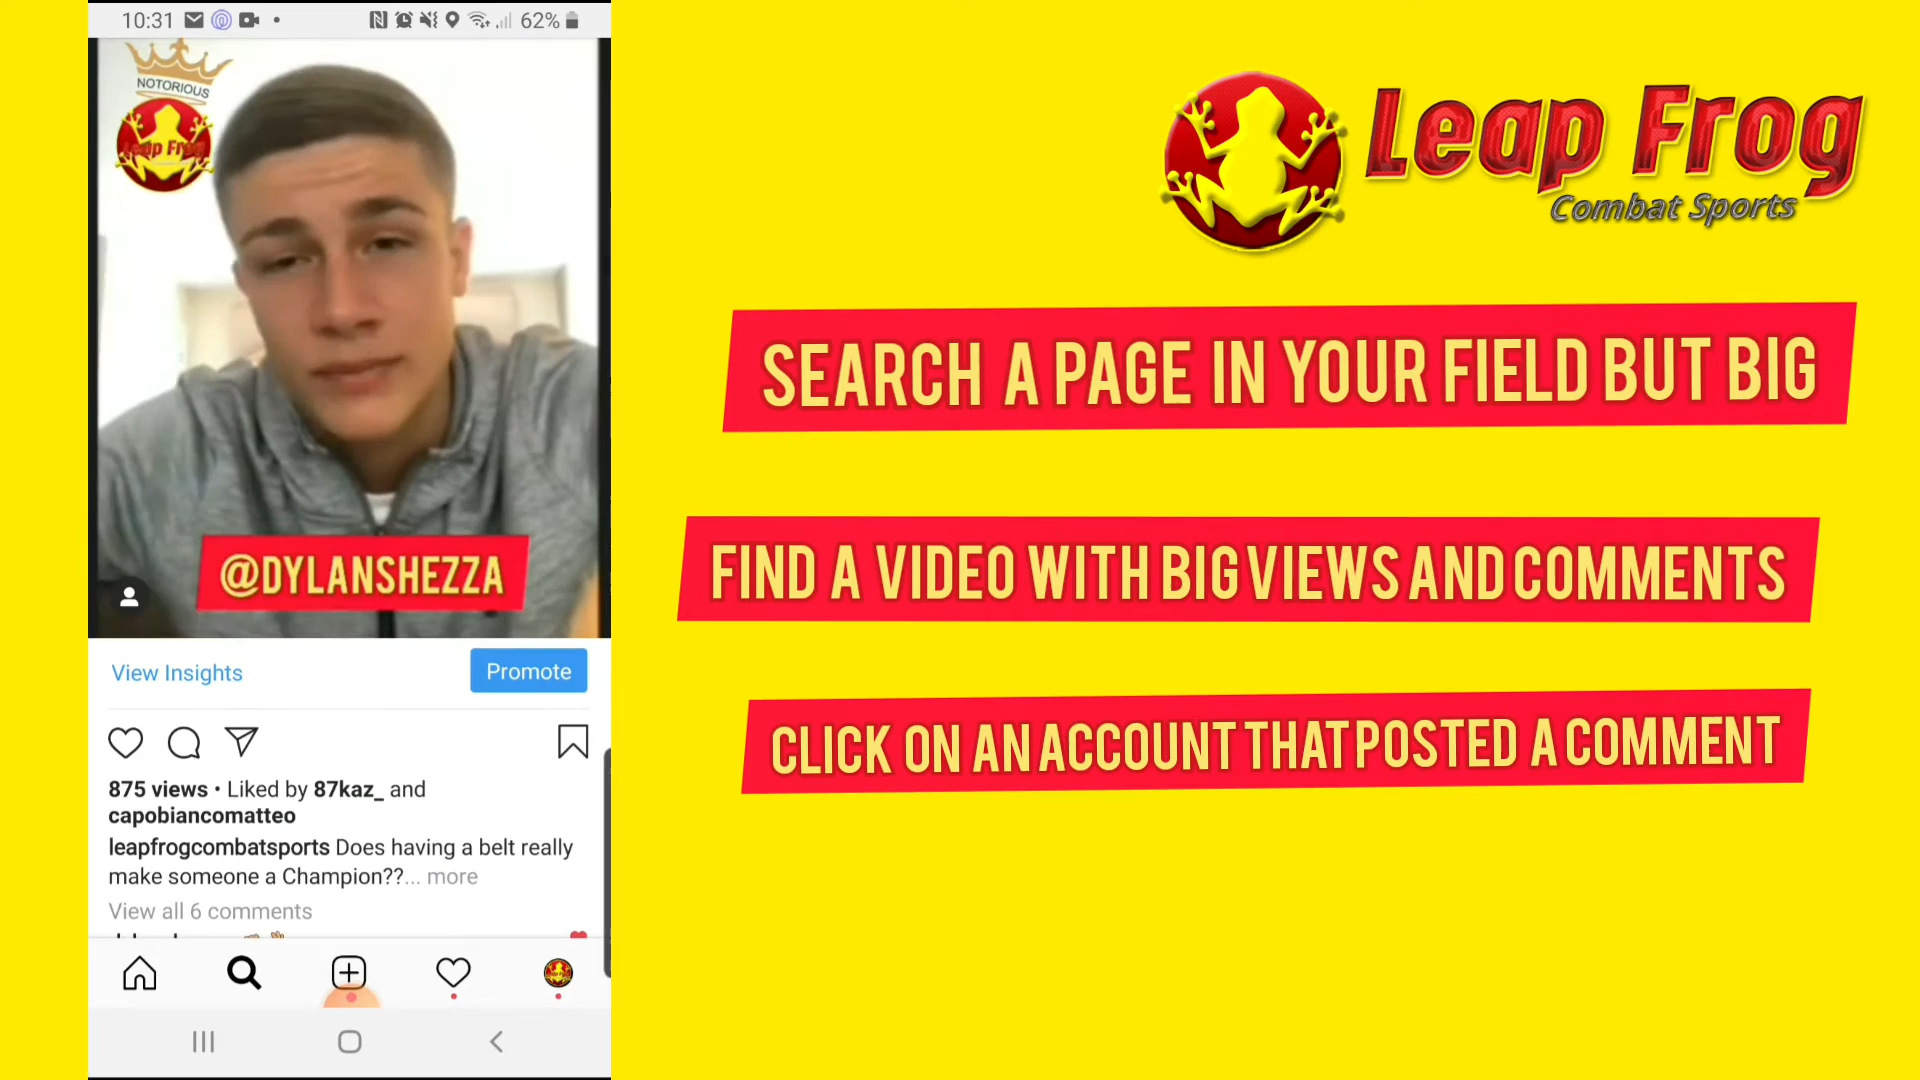 10:31
62%
NOTORIOUS
Leap Frog
@DYLANSHEZZA
View Insights
Promote
875 views • Liked by 87kaz_ and
capobiancomatteo
leapfrogcombatsports Does having a belt really
make someone a Champion??... more
View all 6 comments
Leap Frog
Combat Sports
SEARCH A PAGE IN YOUR FIELD BUT BIG
FIND A VIDEO WITH BIG VIEWS AND COMMENTS
CLICK ON AN ACCOUNT THAT POSTED A COMMENT